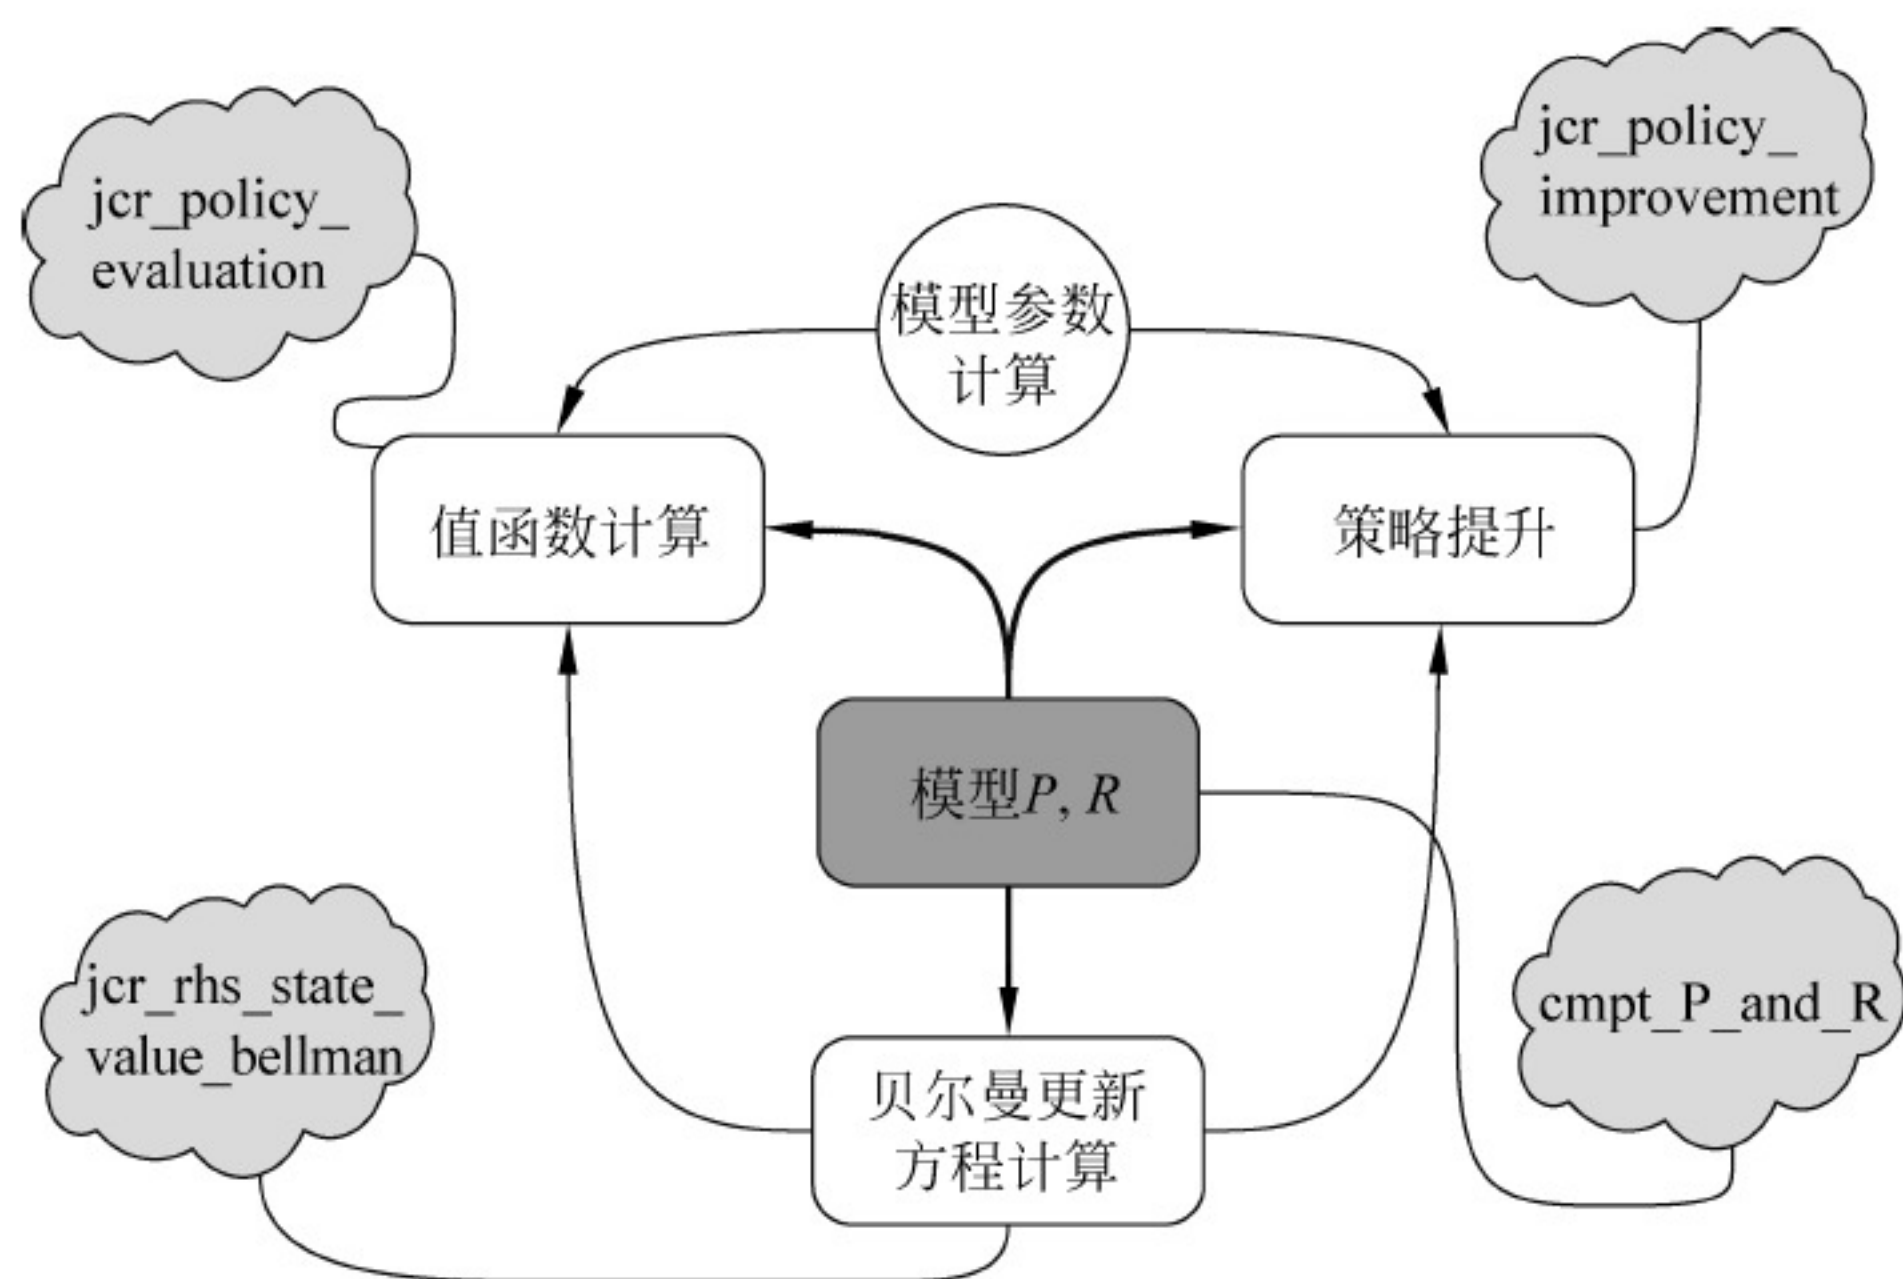 jcr_policy_
evaluation
jcr_policy_
improvement
模型参数
计算
值函数计算
策略提升
模型P, R
jcr_rhs_state_
value_bellman
cmpt_P_and_R
贝尔曼更新
方程计算